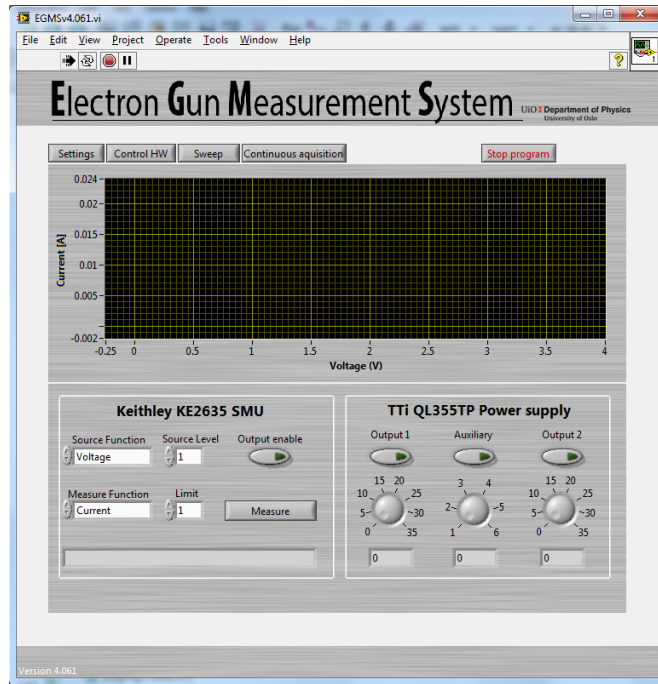 EGMSv4.061.vi
File Edit View Project Operate Tools Window Help
1
Electron Gun Measurement System
UiO Department of Physics
University of Oslo
Settings Control HW Sweep Continuous aquisition Stop program
0.024
0.02
0.015
0.01
0.005
-0.002
Current [A]
-0.25 0 0.5 1 1.5 2 2.5 3 3.5 4
Voltage (V)
Keithley KE2635 SMU
Source Function Source Level Output enable
Voltage 1
Measure Function Limit
Current 1 Measure
TTi QL355TP Power supply
Output 1 Auxiliary Output 2
15 20 3 4 15 20
10 25 10 25
5 30 2 5 5 30
0 35 1 6 0 35
0 0 0
Version 4.061